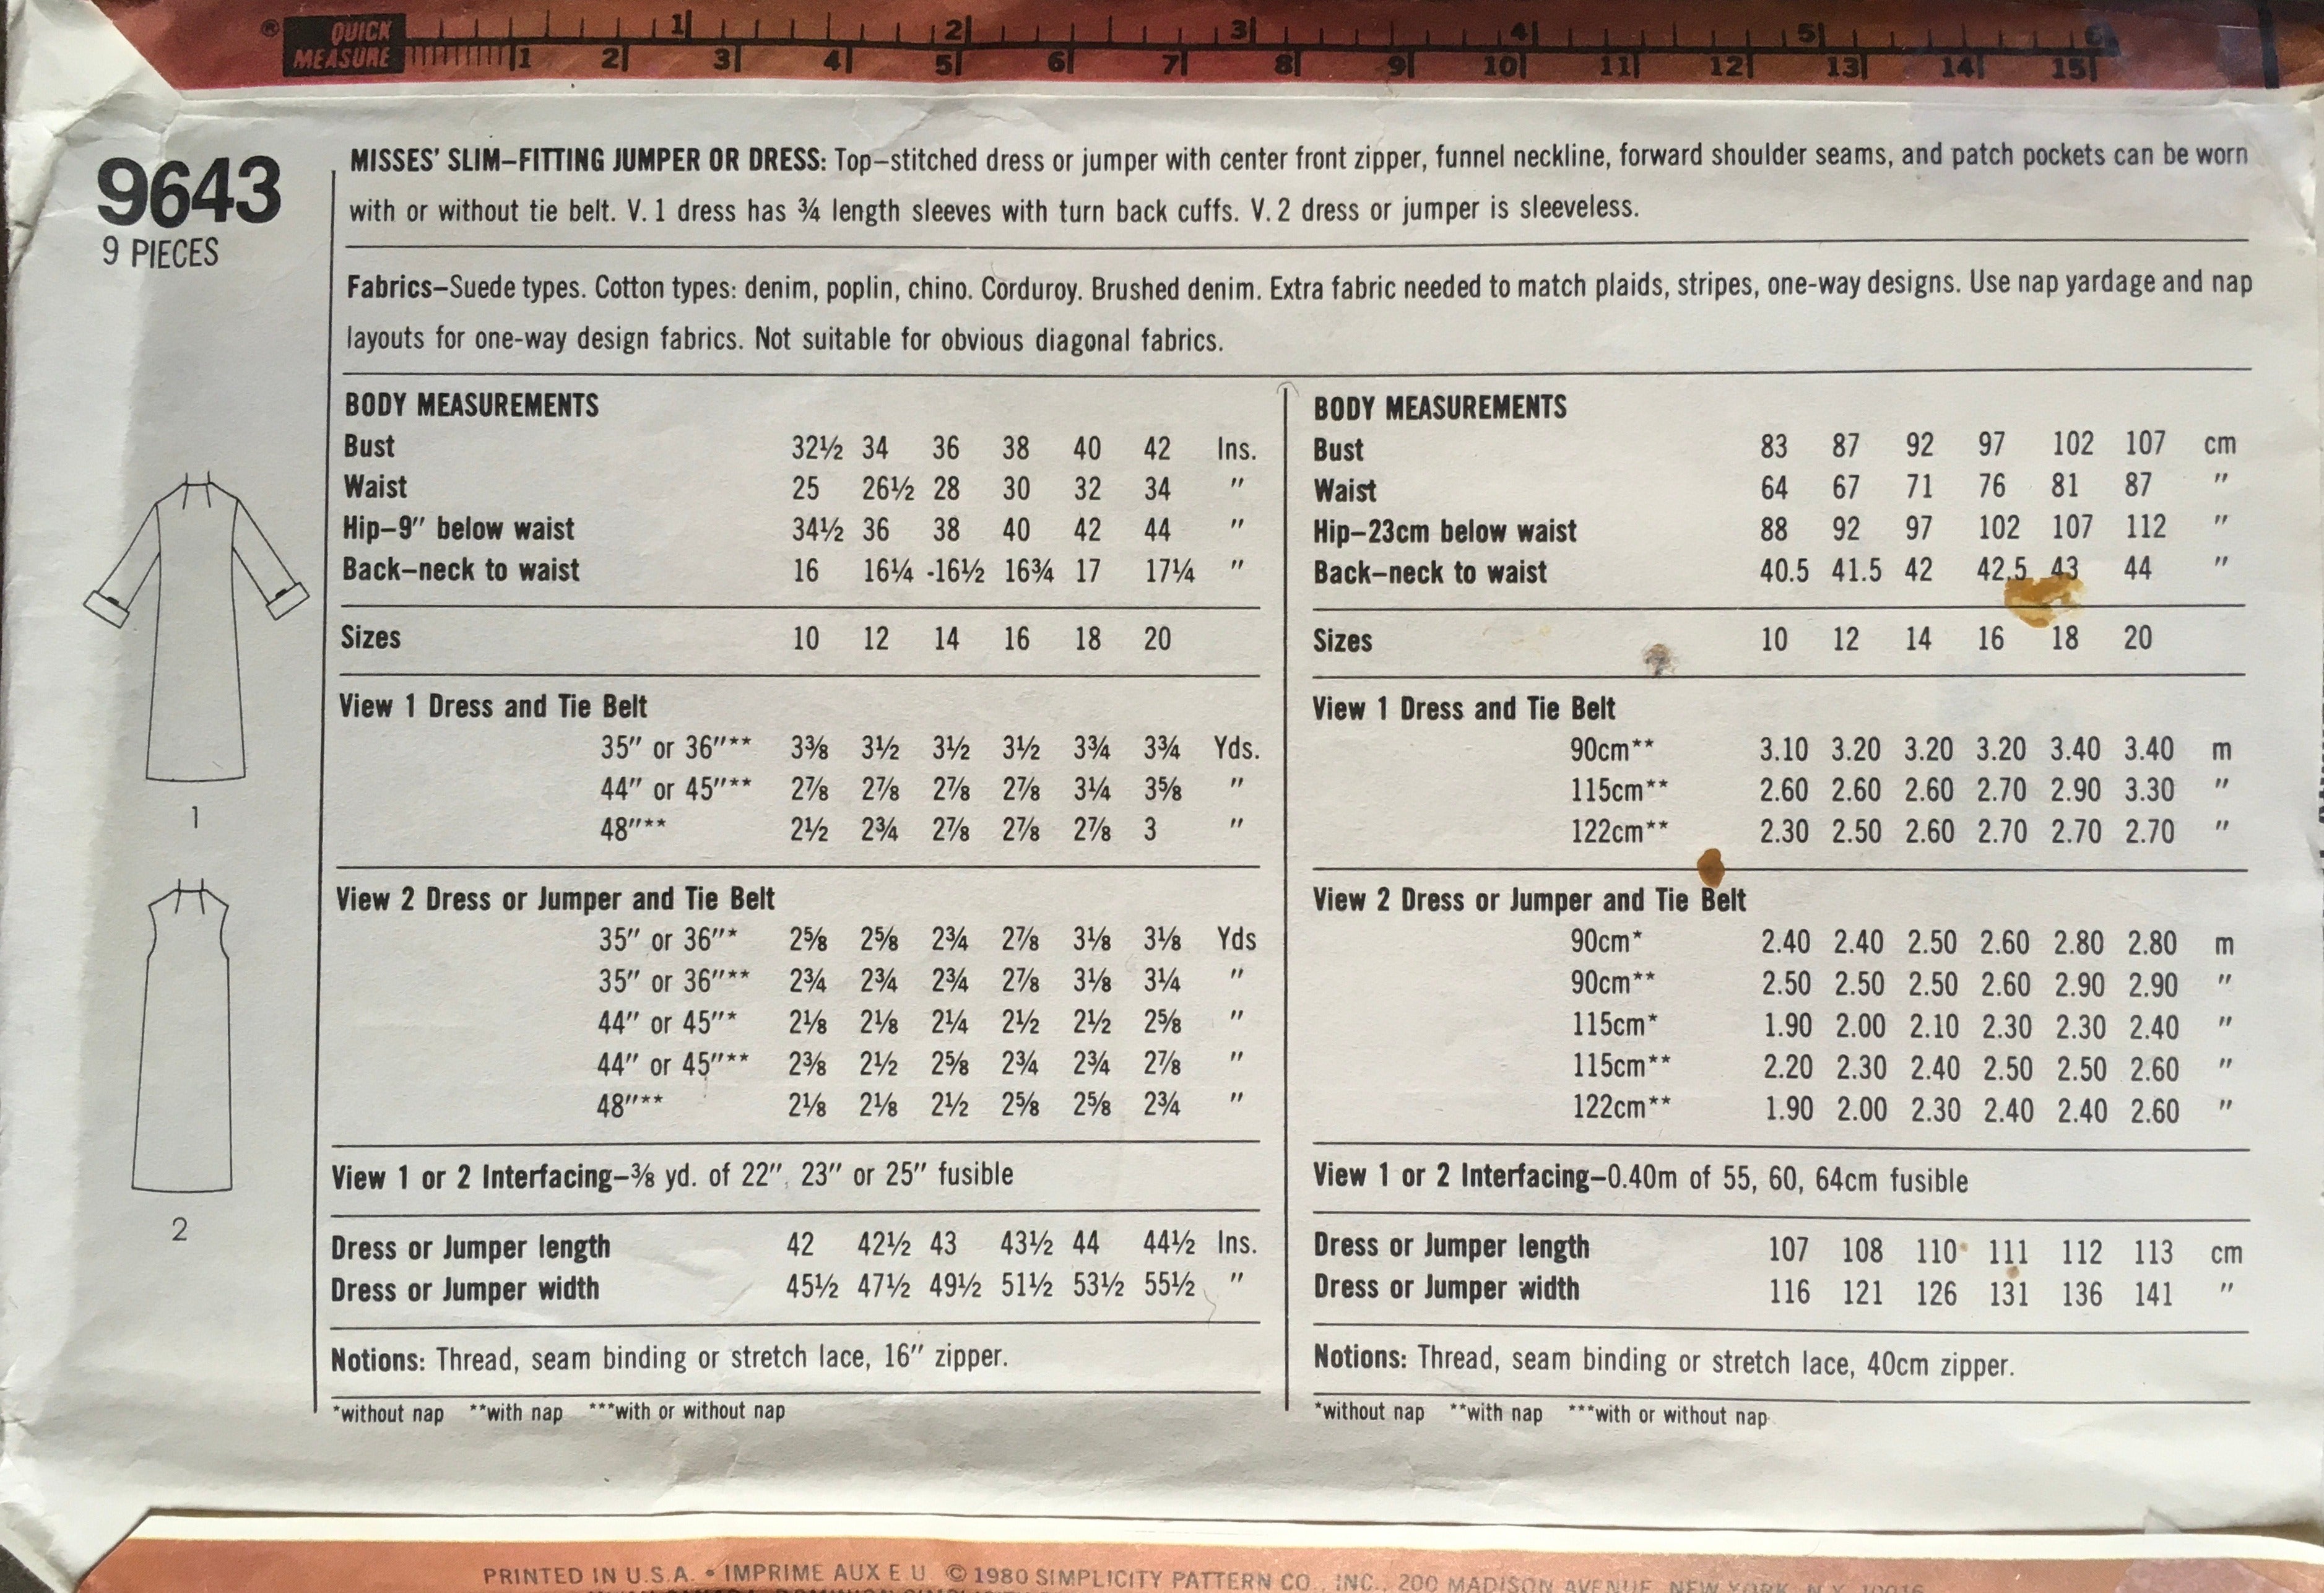 ® QUICK MEASURE
1 2 3 4 5 6
1 2 3 4 5 6 7 8 9 10 11 12 13 14 15
9643
9 PIECES
MISSES' SLIM–FITTING JUMPER OR DRESS: Top–stitched dress or jumper with center front zipper, funnel neckline, forward shoulder seams, and patch pockets can be worn
with or without tie belt. V. 1 dress has ¾ length sleeves with turn back cuffs. V. 2 dress or jumper is sleeveless.
Fabrics–Suede types. Cotton types: denim, poplin, chino. Corduroy. Brushed denim. Extra fabric needed to match plaids, stripes, one-way designs. Use nap yardage and nap
layouts for one-way design fabrics. Not suitable for obvious diagonal fabrics.
BODY MEASUREMENTS
Bust 32½ 34 36 38 40 42 Ins.
Waist 25 26½ 28 30 32 34 "
Hip–9" below waist 34½ 36 38 40 42 44 "
Back–neck to waist 16 16¼ -16½ 16¾ 17 17¼ "
Sizes 10 12 14 16 18 20
View 1 Dress and Tie Belt
35" or 36"** 3⅜ 3½ 3½ 3½ 3¾ 3¾ Yds.
44" or 45"** 2⅞ 2⅞ 2⅞ 2⅞ 3¼ 3⅝ "
48"** 2½ 2¾ 2⅞ 2⅞ 2⅞ 3 "
View 2 Dress or Jumper and Tie Belt
35" or 36"* 2⅝ 2⅝ 2¾ 2⅞ 3⅛ 3⅛ Yds
35" or 36"** 2¾ 2¾ 2¾ 2⅞ 3⅛ 3¼ "
44" or 45"* 2⅛ 2⅛ 2¼ 2½ 2½ 2⅝ "
44" or 45"** 2⅜ 2½ 2⅝ 2¾ 2¾ 2⅞ "
48"** 2⅛ 2⅛ 2½ 2⅝ 2⅝ 2¾ "
View 1 or 2 Interfacing–⅜ yd. of 22", 23" or 25" fusible
Dress or Jumper length 42 42½ 43 43½ 44 44½ Ins.
Dress or Jumper width 45½ 47½ 49½ 51½ 53½ 55½ "
Notions: Thread, seam binding or stretch lace, 16" zipper.
*without nap **with nap ***with or without nap
BODY MEASUREMENTS
Bust 83 87 92 97 102 107 cm
Waist 64 67 71 76 81 87 "
Hip–23cm below waist 88 92 97 102 107 112 "
Back–neck to waist 40.5 41.5 42 42.5 43 44 "
Sizes 10 12 14 16 18 20
View 1 Dress and Tie Belt
90cm** 3.10 3.20 3.20 3.20 3.40 3.40 m
115cm** 2.60 2.60 2.60 2.70 2.90 3.30 "
122cm** 2.30 2.50 2.60 2.70 2.70 2.70 "
View 2 Dress or Jumper and Tie Belt
90cm* 2.40 2.40 2.50 2.60 2.80 2.80 m
90cm** 2.50 2.50 2.50 2.60 2.90 2.90 "
115cm* 1.90 2.00 2.10 2.30 2.30 2.40 "
115cm** 2.20 2.30 2.40 2.50 2.50 2.60 "
122cm** 1.90 2.00 2.30 2.40 2.40 2.60 "
View 1 or 2 Interfacing–0.40m of 55, 60, 64cm fusible
Dress or Jumper length 107 108 110 111 112 113 cm
Dress or Jumper width 116 121 126 131 136 141 "
Notions: Thread, seam binding or stretch lace, 40cm zipper.
*without nap **with nap ***with or without nap
1
2
PRINTED IN U.S.A. • IMPRIME AUX E.U. © 1980 SIMPLICITY PATTERN CO., INC., 200 MADISON AVENUE, NEW YORK, N.Y. 10016